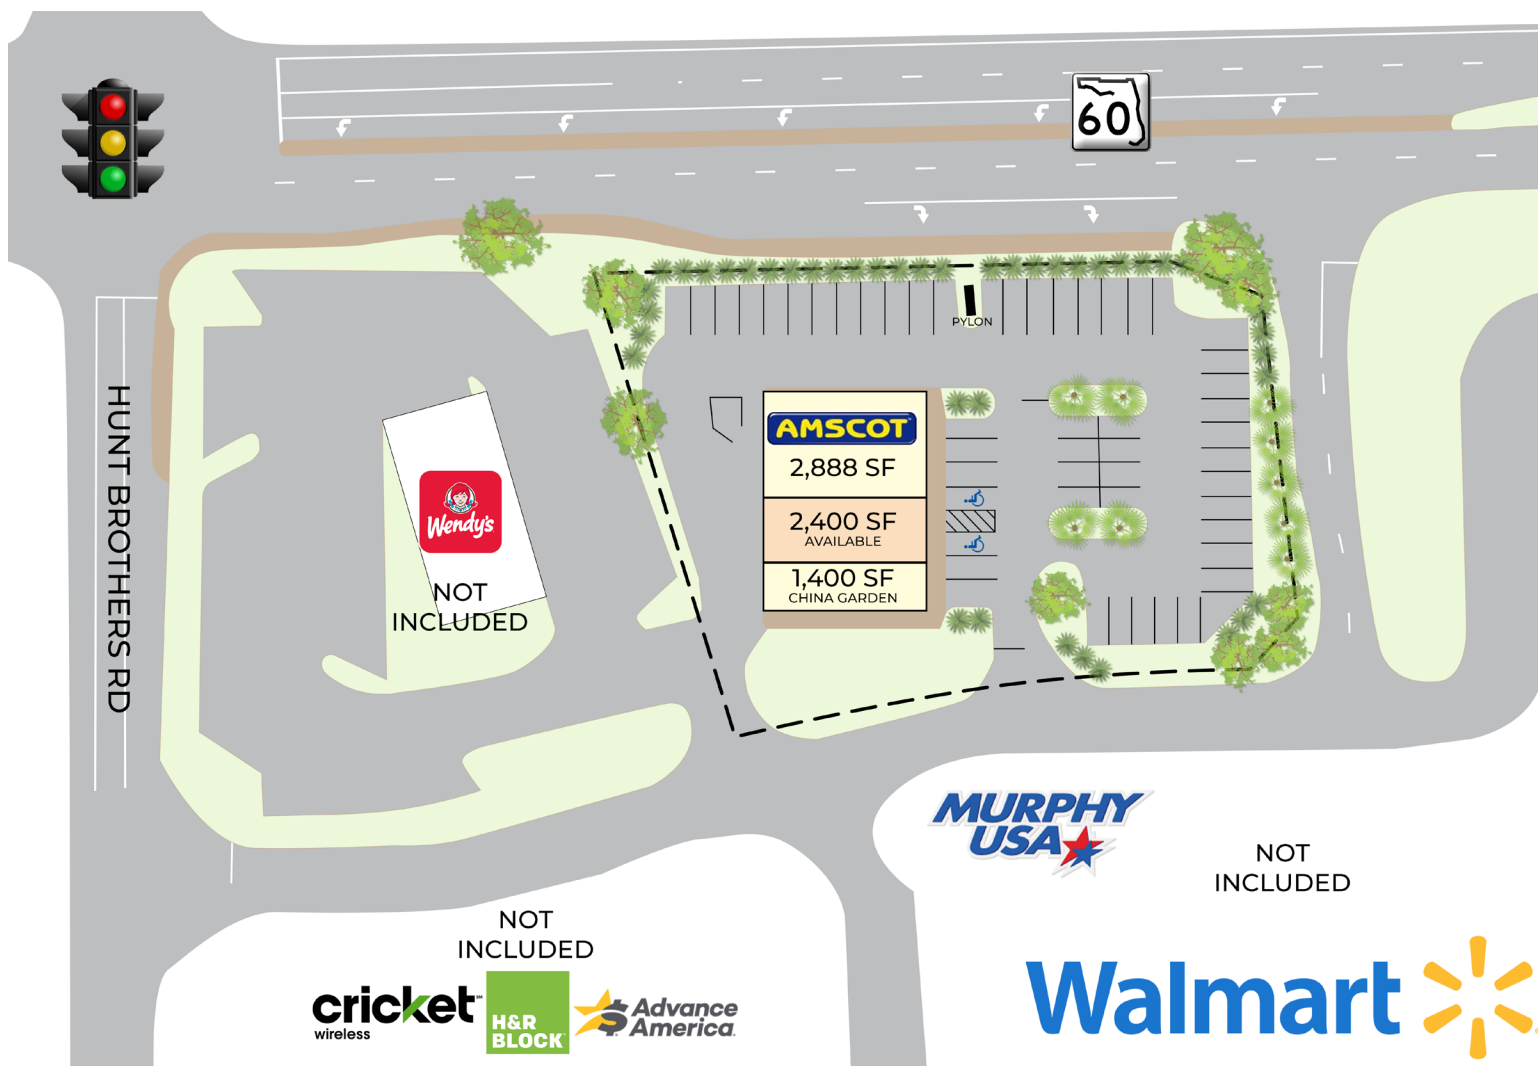 60
PYLON
HUNT BROTHERS RD
AMSCOT
2,888 SF
2,400 SF
AVAILABLE
1,400 SF
CHINA GARDEN
Wendy's
NOT
INCLUDED
MURPHY
USA
NOT
INCLUDED
NOT
INCLUDED
cricket
wireless
H&R
BLOCK
Advance
America
Walmart